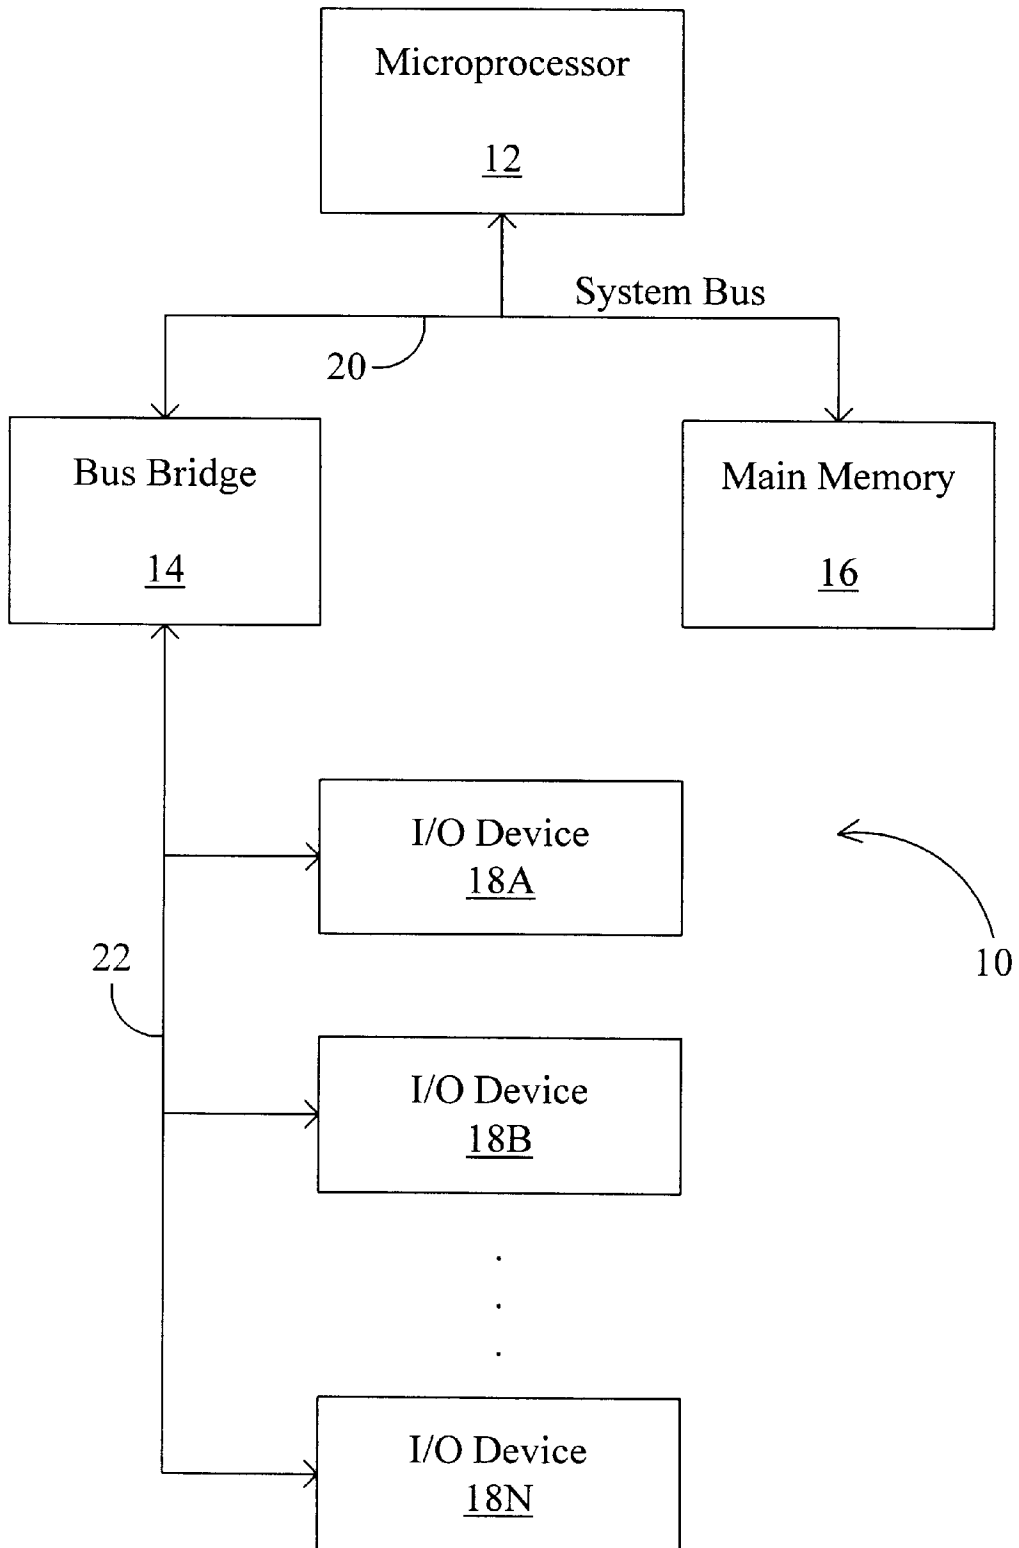 Microprocessor
12
System Bus
20
Bus Bridge
14
Main Memory
16
I/O Device
18A
22
10
I/O Device
18B
I/O Device
18N